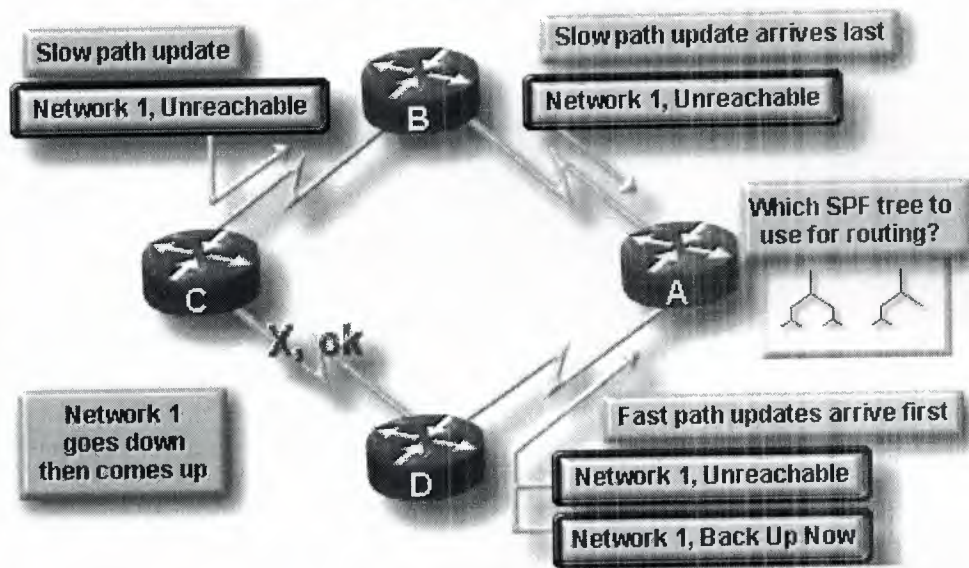 Slow path update
Network 1, Unreachable
B
Slow path update arrives last
Network 1, Unreachable
Which SPF tree to
use for routing?
C
A
X, ok
Network 1
goes down
then comes up
D
Fast path updates arrive first
Network 1, Unreachable
Network 1, Back Up Now